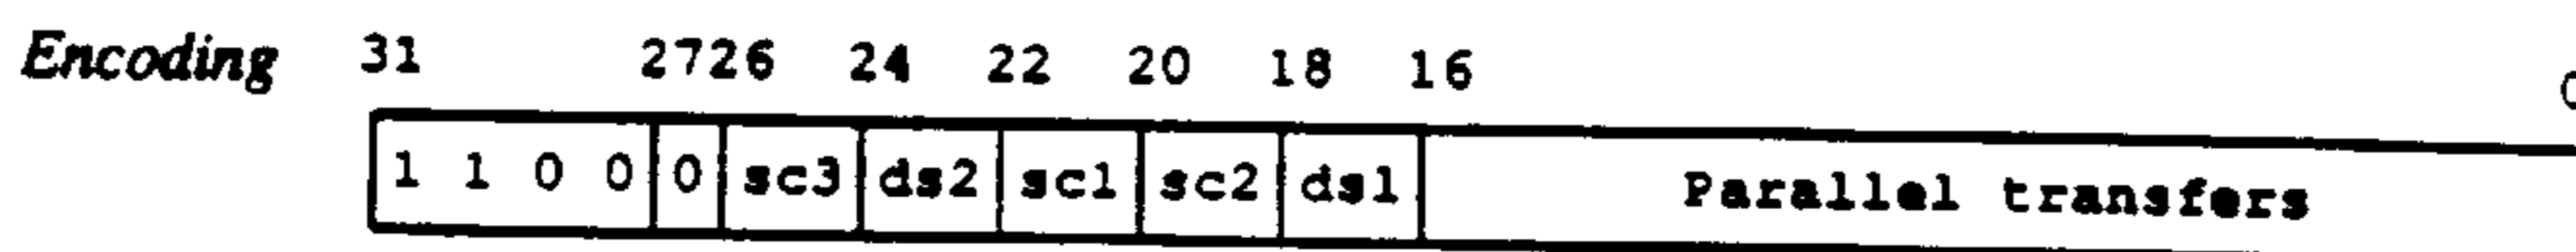 Encoding 31 2726 24 22 20 18 16 0
1 1 0 0 0 sc3 ds2 sc1 sc2 ds1 Parallel transfers